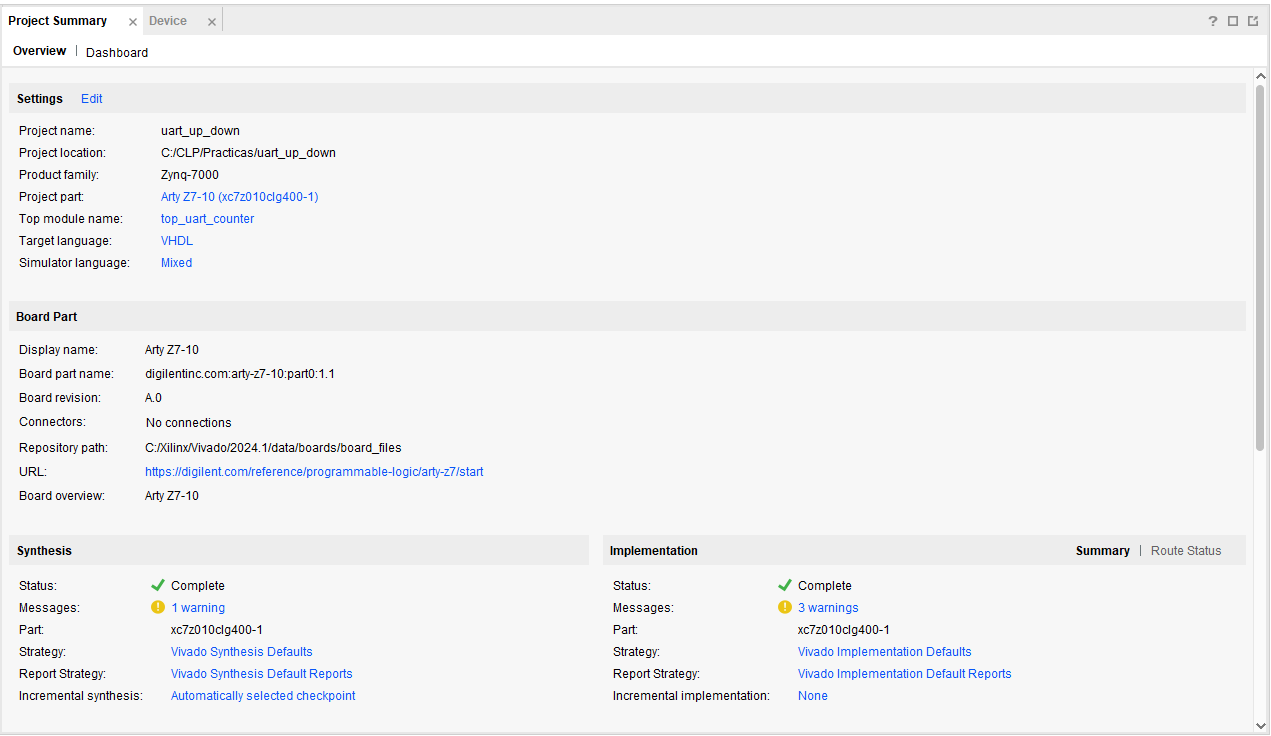 Project Summary × Device ×
? 
Overview | Dashboard
Settings Edit
Project name: uart_up_down
Project location: C:/CLP/Practicas/uart_up_down
Product family: Zynq-7000
Project part: Arty Z7-10 (xc7z010clg400-1)
Top module name: top_uart_counter
Target language: VHDL
Simulator language: Mixed
Board Part
Display name: Arty Z7-10
Board part name: digilentinc.com:arty-z7-10:part0:1.1
Board revision: A.0
Connectors: No connections
Repository path: C:/Xilinx/Vivado/2024.1/data/boards/board_files
URL: https://digilent.com/reference/programmable-logic/arty-z7/start
Board overview: Arty Z7-10
Synthesis
Status: Complete
Messages: 1 warning
Part: xc7z010clg400-1
Strategy: Vivado Synthesis Defaults
Report Strategy: Vivado Synthesis Default Reports
Incremental synthesis: Automatically selected checkpoint
Implementation Summary | Route Status
Status: Complete
Messages: 3 warnings
Part: xc7z010clg400-1
Strategy: Vivado Implementation Defaults
Report Strategy: Vivado Implementation Default Reports
Incremental implementation: None